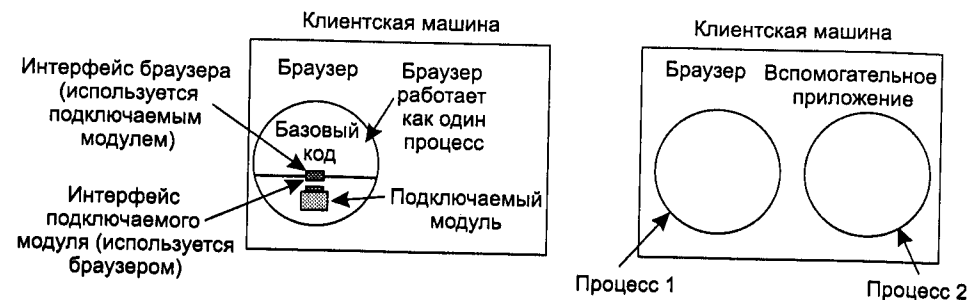 Клиентская машина
Интерфейс браузера
(используется
подключаемым
модулем)
Браузер
Браузер
работает
как один
процесс
Базовый
код
Интерфейс
подключаемого
модуля (используется
браузером)
Подключаемый
модуль
Клиентская машина
Браузер
Вспомогательное
приложение
Процесс 1
Процесс 2